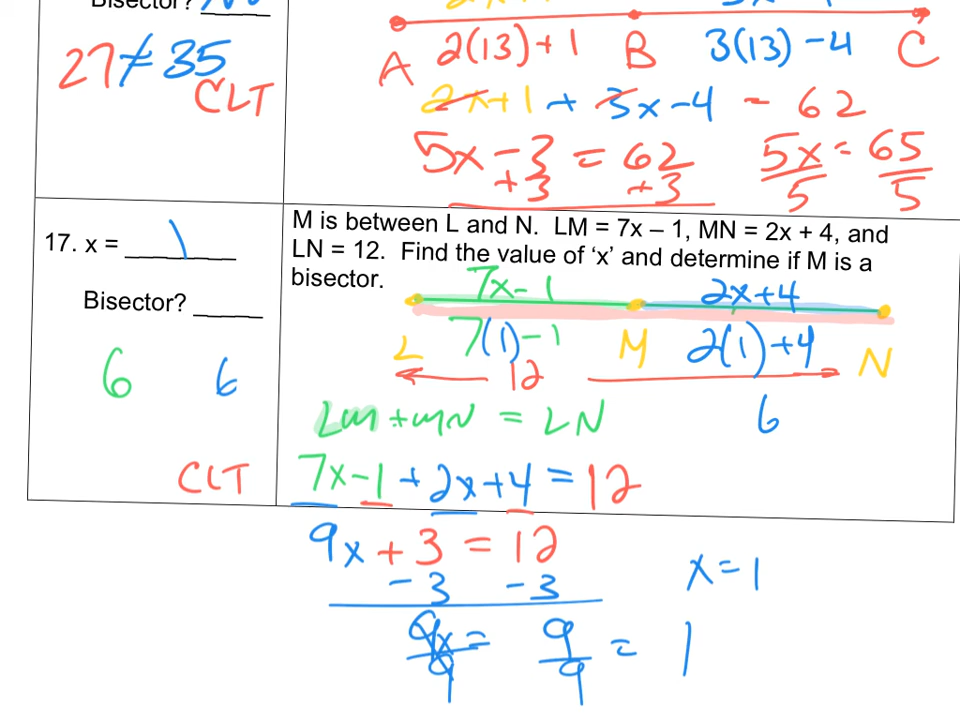 Bisector? No
27 ≠ 35
CLT
A 2(13)+1 B 3(13)-4 C
2x+1 + 3x-4 = 62
5x-3 = 62 5x = 65
+3 +3 5 5
17. x = 1
Bisector?
6 6
CLT
M is between L and N. LM = 7x – 1, MN = 2x + 4, and
LN = 12. Find the value of ‘x’ and determine if M is a
bisector.
7x-1 2x+4
L 7(1)-1 M 2(1)+4 N
12
6
LM + MN = LN
7x-1+2x+4 = 12
9x + 3 = 12
-3 -3
x = 1
9x = 9 = 1
9 9